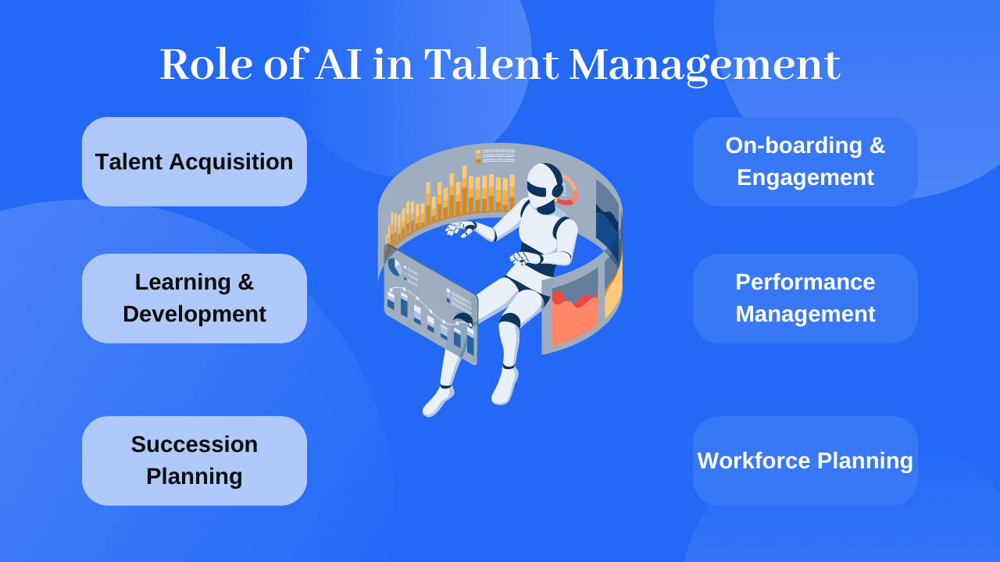 Role of AI in Talent Management
Talent Acquisition
On-boarding &
Engagement
Learning &
Development
Performance
Management
Succession
Planning
Workforce Planning